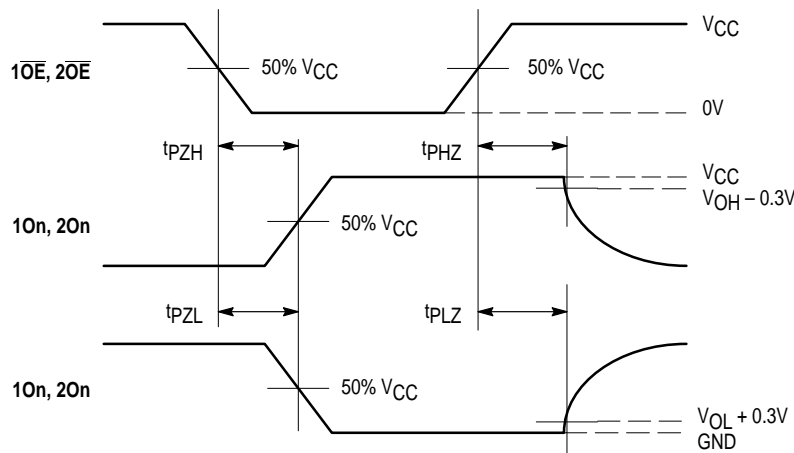 VCC
1OE, 2OE
50% VCC
50% VCC
0V
tPZH
tPHZ
VCC
VOH – 0.3V
1On, 2On
50% VCC
tPZL
tPLZ
1On, 2On
50% VCC
VOL + 0.3V
GND